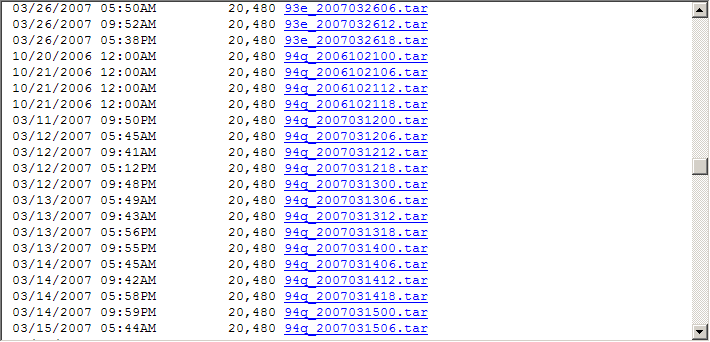 03/26/2007 05:50AM 20,480 93e_2007032606.tar
03/26/2007 09:52AM 20,480 93e_2007032612.tar
03/26/2007 05:38PM 20,480 93e_2007032618.tar
10/20/2006 12:00AM 20,480 94q_2006102100.tar
10/21/2006 12:00AM 20,480 94q_2006102106.tar
10/21/2006 12:00AM 20,480 94q_2006102112.tar
10/21/2006 12:00AM 20,480 94q_2006102118.tar
03/11/2007 09:50PM 20,480 94q_2007031200.tar
03/12/2007 05:45AM 20,480 94q_2007031206.tar
03/12/2007 09:41AM 20,480 94q_2007031212.tar
03/12/2007 05:12PM 20,480 94q_2007031218.tar
03/12/2007 09:48PM 20,480 94q_2007031300.tar
03/13/2007 05:49AM 20,480 94q_2007031306.tar
03/13/2007 09:43AM 20,480 94q_2007031312.tar
03/13/2007 05:56PM 20,480 94q_2007031318.tar
03/13/2007 09:55PM 20,480 94q_2007031400.tar
03/14/2007 05:45AM 20,480 94q_2007031406.tar
03/14/2007 09:42AM 20,480 94q_2007031412.tar
03/14/2007 05:58PM 20,480 94q_2007031418.tar
03/14/2007 09:59PM 20,480 94q_2007031500.tar
03/15/2007 05:44AM 20,480 94q_2007031506.tar